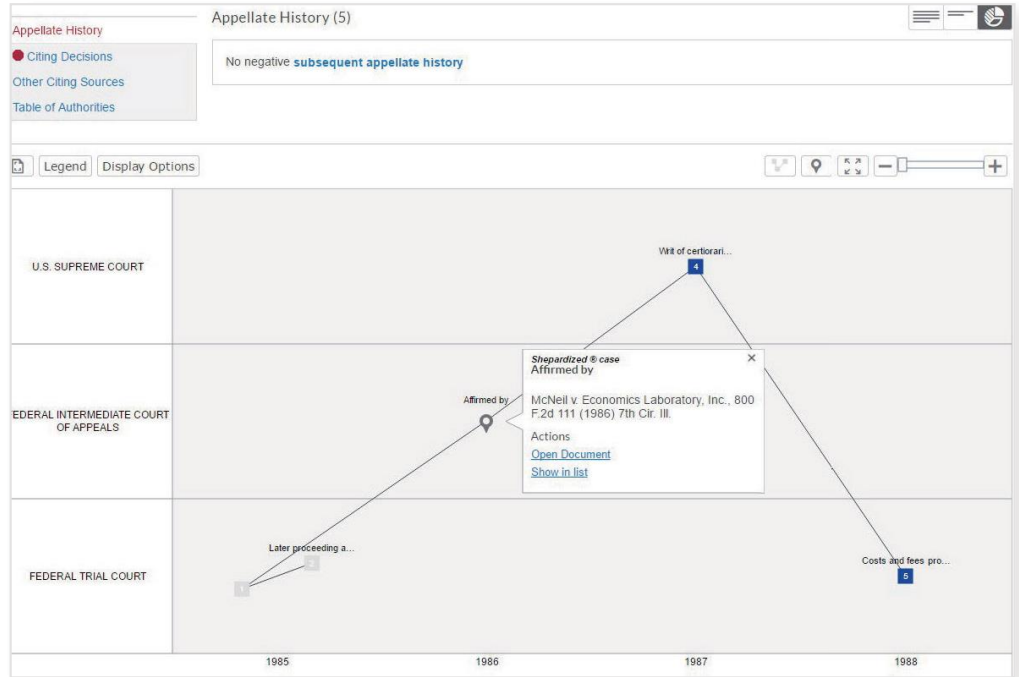 Appellate History
Citing Decisions
Other Citing Sources
Table of Authorities
Appellate History (5)
No negative subsequent appellate history
Legend
Display Options
U.S. SUPREME COURT
Writ of certiorari...
4
EDERAL INTERMEDIATE COURT
OF APPEALS
Affirmed by
Shepardized ® case
Affirmed by
McNeil v. Economics Laboratory, Inc., 800
F.2d 111 (1986) 7th Cir. Ill.
Actions
Open Document
Show in list
FEDERAL TRIAL COURT
Later proceeding a...
2
1
Costs and fees pro...
5
1985
1986
1987
1988